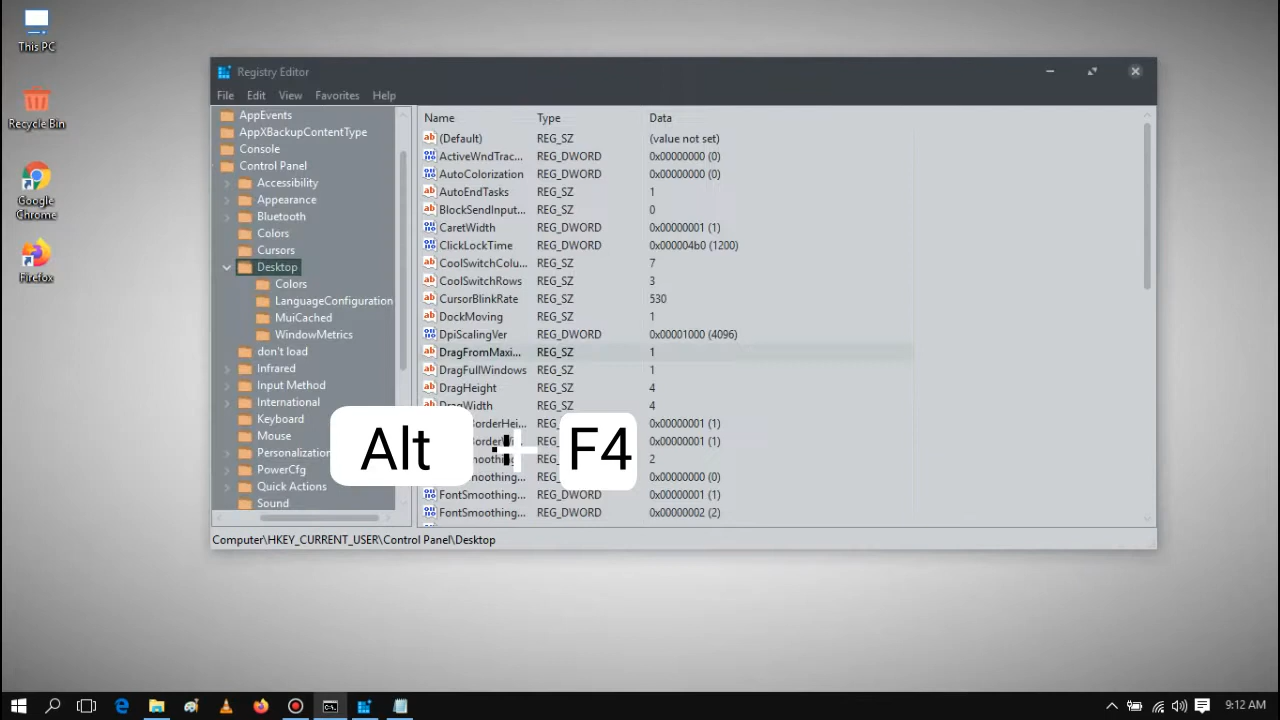 This PC
Recycle Bin
Google
Chrome
Firefox
Registry Editor
File Edit View Favorites Help
AppEvents
AppXBackupContentType
Console
Control Panel
Accessibility
Appearance
Bluetooth
Colors
Cursors
Desktop
Colors
LanguageConfiguration
MuiCached
WindowMetrics
don't load
Infrared
Input Method
International
Keyboard
Mouse
Personalization
PowerCfg
Quick Actions
Sound
Name Type Data
(Default) REG_SZ (value not set)
ActiveWndTrac... REG_DWORD 0x00000000 (0)
AutoColorization REG_DWORD 0x00000000 (0)
AutoEndTasks REG_SZ 1
BlockSendInput... REG_SZ 0
CaretWidth REG_DWORD 0x00000001 (1)
ClickLockTime REG_DWORD 0x000004b0 (1200)
CoolSwitchColu... REG_SZ 7
CoolSwitchRows REG_SZ 3
CursorBlinkRate REG_SZ 530
DockMoving REG_SZ 1
DpiScalingVer REG_DWORD 0x00001000 (4096)
DragFromMaxi... REG_SZ 1
DragFullWindows REG_SZ 1
DragHeight REG_SZ 4
DragWidth REG_SZ 4
REG_DWORD 0x00000001 (1)
0x00000001 (1)
2
0x00000000 (0)
FontSmoothing... REG_DWORD 0x00000001 (1)
FontSmoothing... REG_DWORD 0x00000002 (2)
Alt + F4
Computer\HKEY_CURRENT_USER\Control Panel\Desktop
9:12 AM